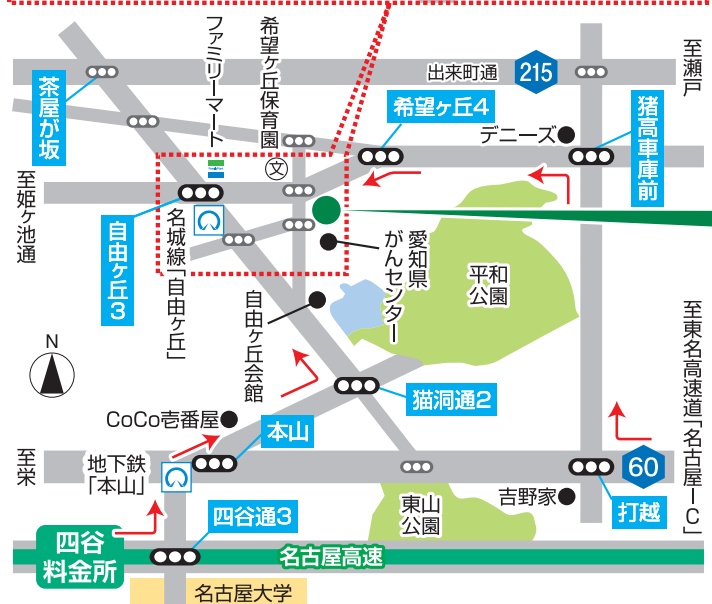 ファミリーマート
希望ヶ丘保育園
至瀬戸
出来町通
215
茶屋が坂
希望ヶ丘4
デニーズ
猪高車庫前
文
至姫ヶ池通
自由ヶ丘3
名城線「自由ヶ丘」
愛知県
がんセンター
平和
公園
自由ヶ丘会館
至東名高速道「名古屋IC」
N
猫洞通2
CoCo壱番屋
本山
至栄
地下鉄
「本山」
60
吉野家
打越
東山
公園
四谷通3
四谷
料金所
名古屋高速
名古屋大学